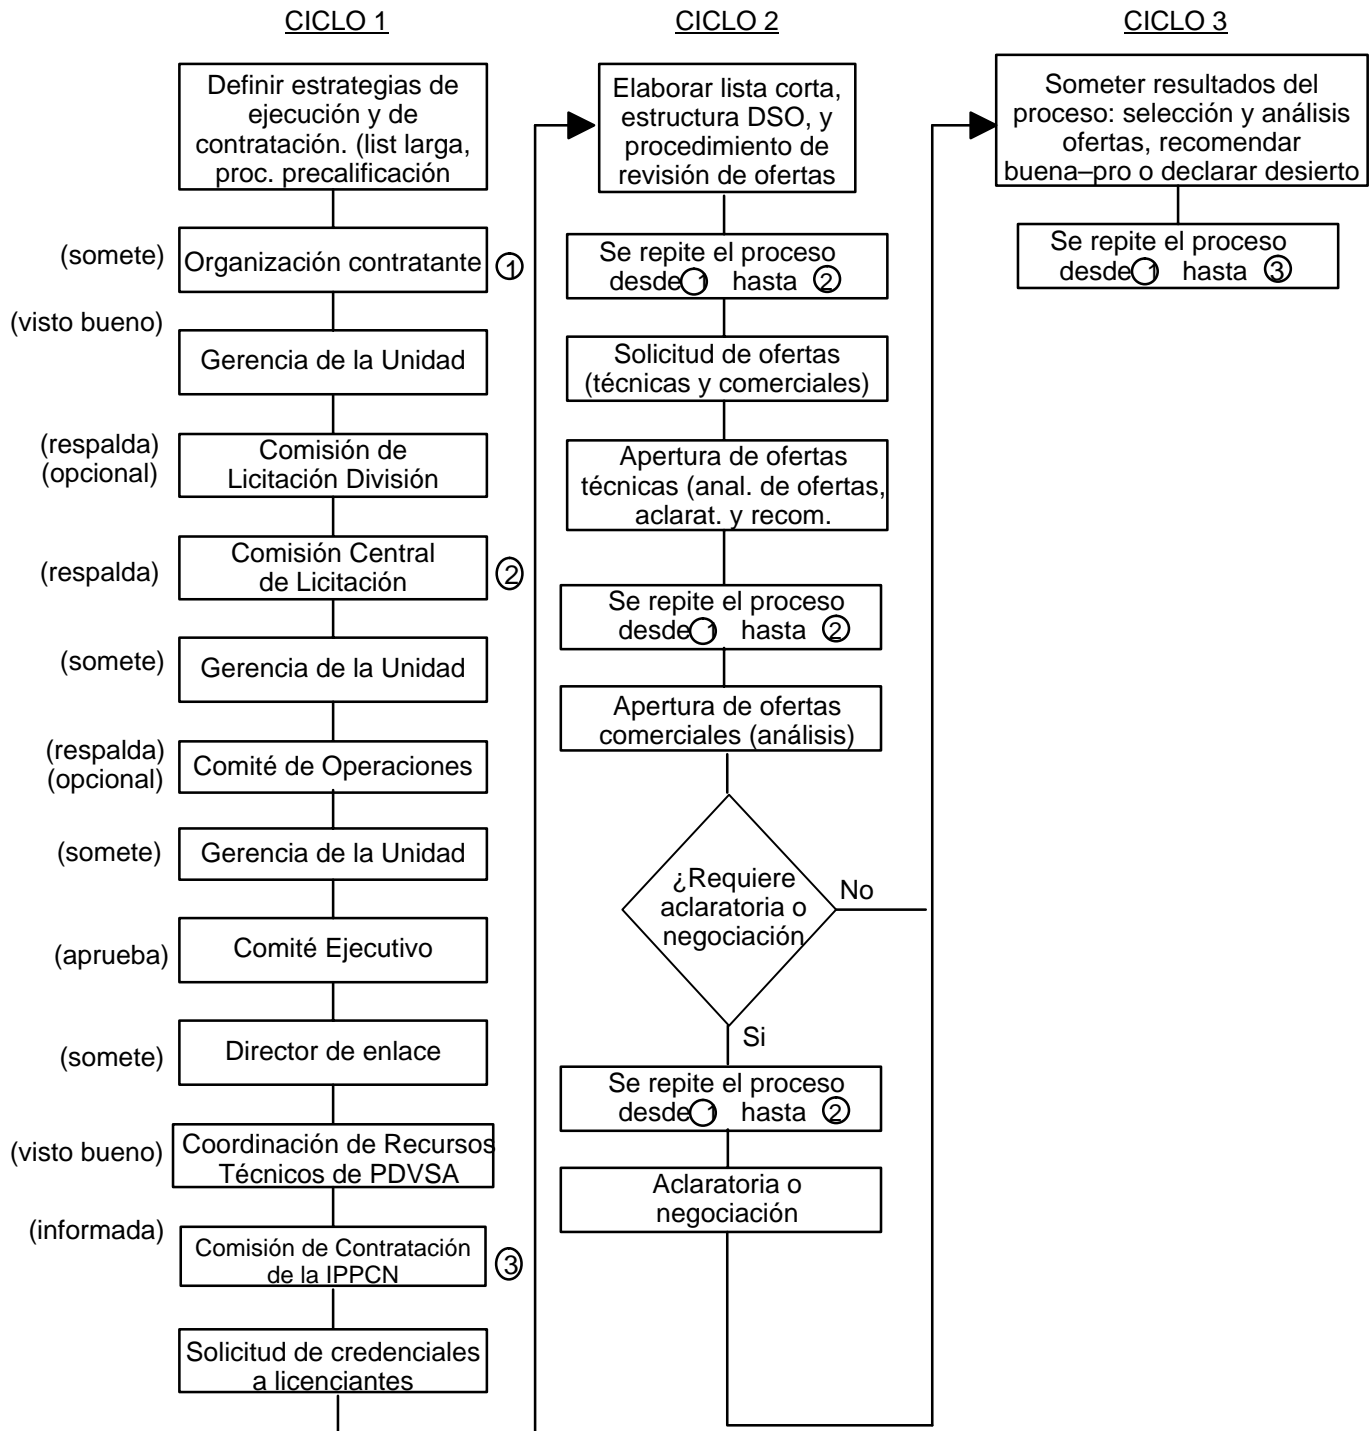 CICLO 1
Definir estrategias de
ejecución y de
contratación. (list larga,
proc. precalificación
(somete)
Organización contratante
1
(visto bueno)
Gerencia de la Unidad
(respalda)
(opcional)
Comisión de
Licitación División
(respalda)
Comisión Central
de Licitación
2
(somete)
Gerencia de la Unidad
(respalda)
(opcional)
Comité de Operaciones
(somete)
Gerencia de la Unidad
(aprueba)
Comité Ejecutivo
(somete)
Director de enlace
(visto bueno)
Coordinación de Recursos
Técnicos de PDVSA
(informada)
Comisión de Contratación
de la IPPCN
3
Solicitud de credenciales
a licenciantes
CICLO 2
Elaborar lista corta,
estructura DSO, y
procedimiento de
revisión de ofertas
Se repite el proceso
desde 1 hasta 2
Solicitud de ofertas
(técnicas y comerciales)
Apertura de ofertas
técnicas (anal. de ofertas,
aclarat. y recom.
Se repite el proceso
desde 1 hasta 2
Apertura de ofertas
comerciales (análisis)
¿Requiere
aclaratoria o
negociación
No
Si
Se repite el proceso
desde 1 hasta 2
Aclaratoria o
negociación
CICLO 3
Someter resultados del
proceso: selección y análisis
ofertas, recomendar
buena–pro o declarar desierto
Se repite el proceso
desde 1 hasta 3